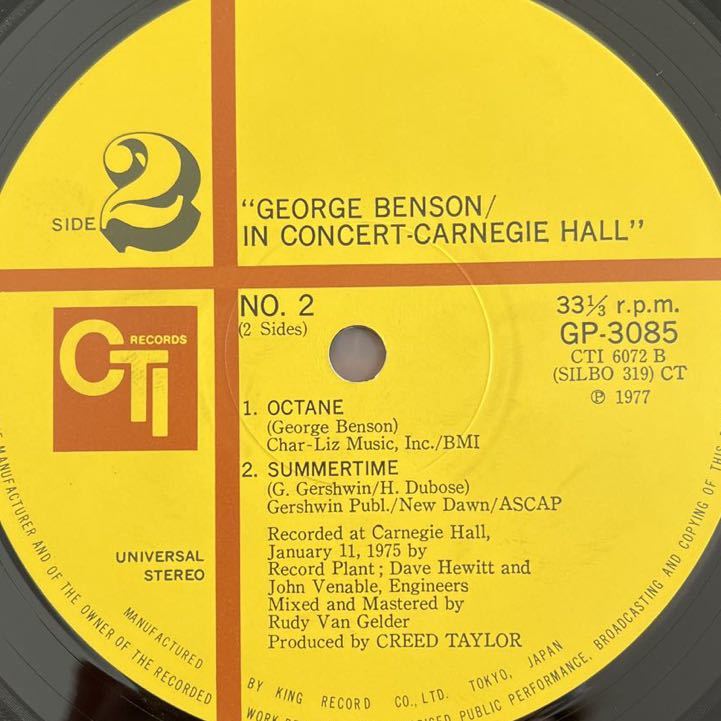 SIDE 2
"GEORGE BENSON/
IN CONCERT-CARNEGIE HALL"
CTI RECORDS
NO. 2
(2 Sides)
33⅓ r.p.m.
GP-3085
CTI 6072 B
(SILBO 319) CT
℗ 1977
1. OCTANE
(George Benson)
Char-Liz Music, Inc./BMI
2. SUMMERTIME
(G. Gershwin/H. Dubose)
Gershwin Publ./New Dawn/ASCAP
Recorded at Carnegie Hall,
January 11, 1975 by
Record Plant; Dave Hewitt and
John Venable, Engineers
Mixed and Mastered by
Rudy Van Gelder
Produced by CREED TAYLOR
UNIVERSAL
STEREO
MANUFACTURED BY KING RECORD CO., LTD. TOKYO, JAPAN
MANUFACTURER AND OF THE OWNER OF THE RECORDED WORK
PUBLIC PERFORMANCE, BROADCASTING AND COPYING OF THIS